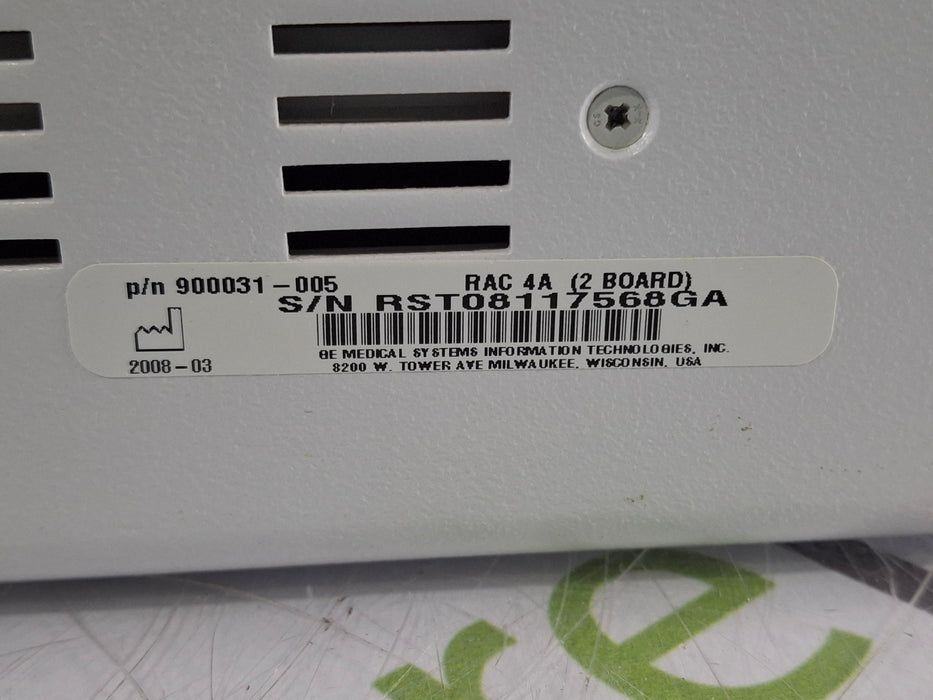 p/n 900031-005 RAC 4A (2 BOARD)
S/N RST08117568GA
GE MEDICAL SYSTEMS INFORMATION TECHNOLOGIES, INC.
2008-03
8200 W. TOWER AVE MILWAUKEE, WISCONSIN, USA
re